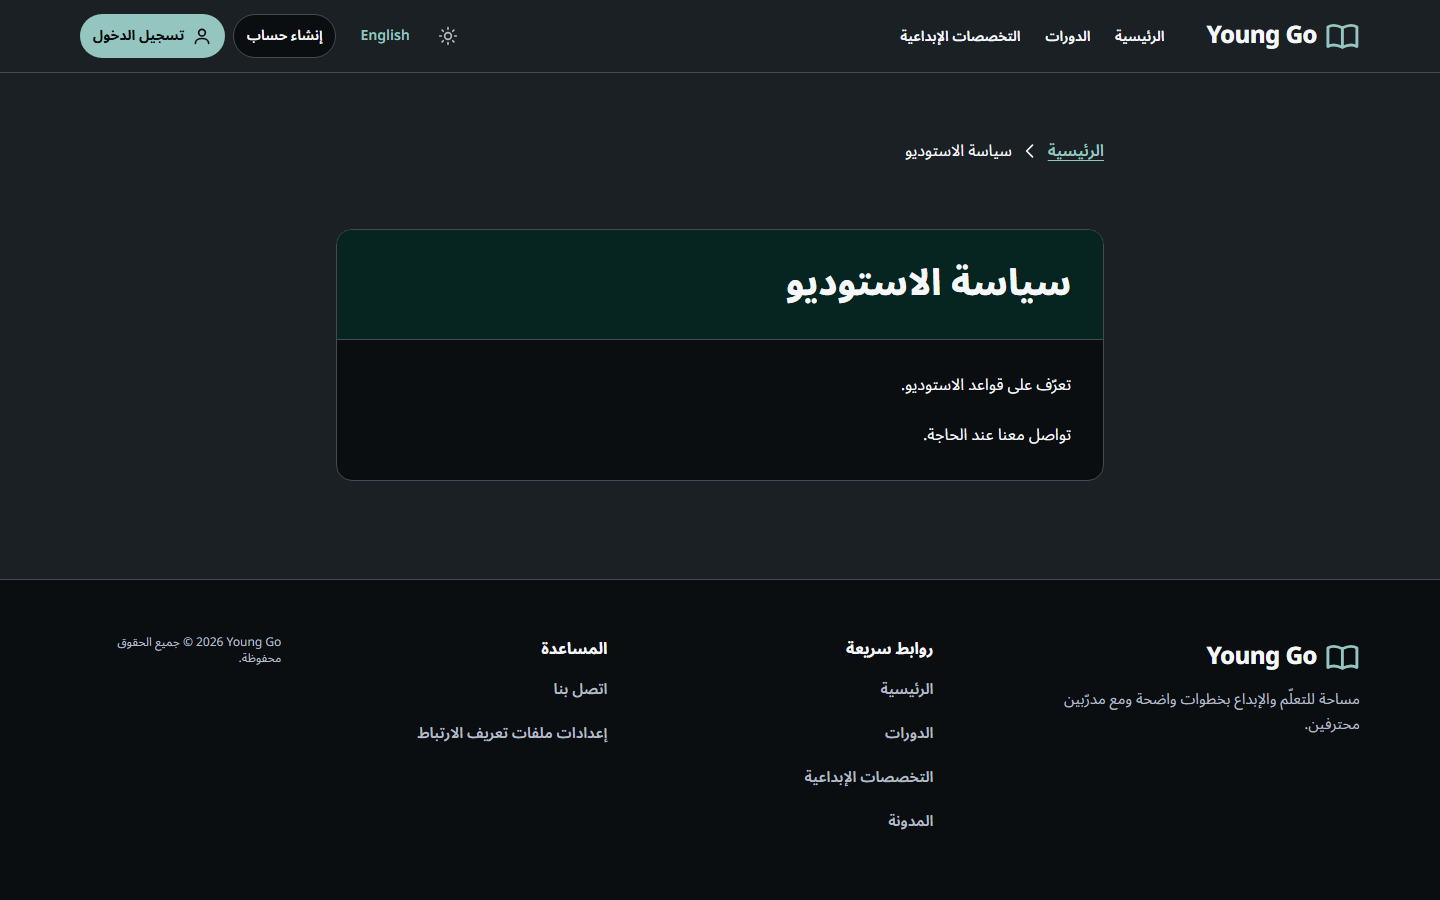 Young Go
الرئيسية
الدورات
التخصصات الإبداعية
English
إنشاء حساب
تسجيل الدخول
الرئيسية
سياسة الاستوديو
سياسة الاستوديو
تعرّف على قواعد الاستوديو.
تواصل معنا عند الحاجة.
Young Go
مساحة للتعلّم والإبداع بخطوات واضحة ومع مدرّبين
محترفين.
روابط سريعة
الرئيسية
الدورات
التخصصات الإبداعية
المدونة
المساعدة
اتصل بنا
إعدادات ملفات تعريف الارتباط
Young Go 2026 © جميع الحقوق
محفوظة.